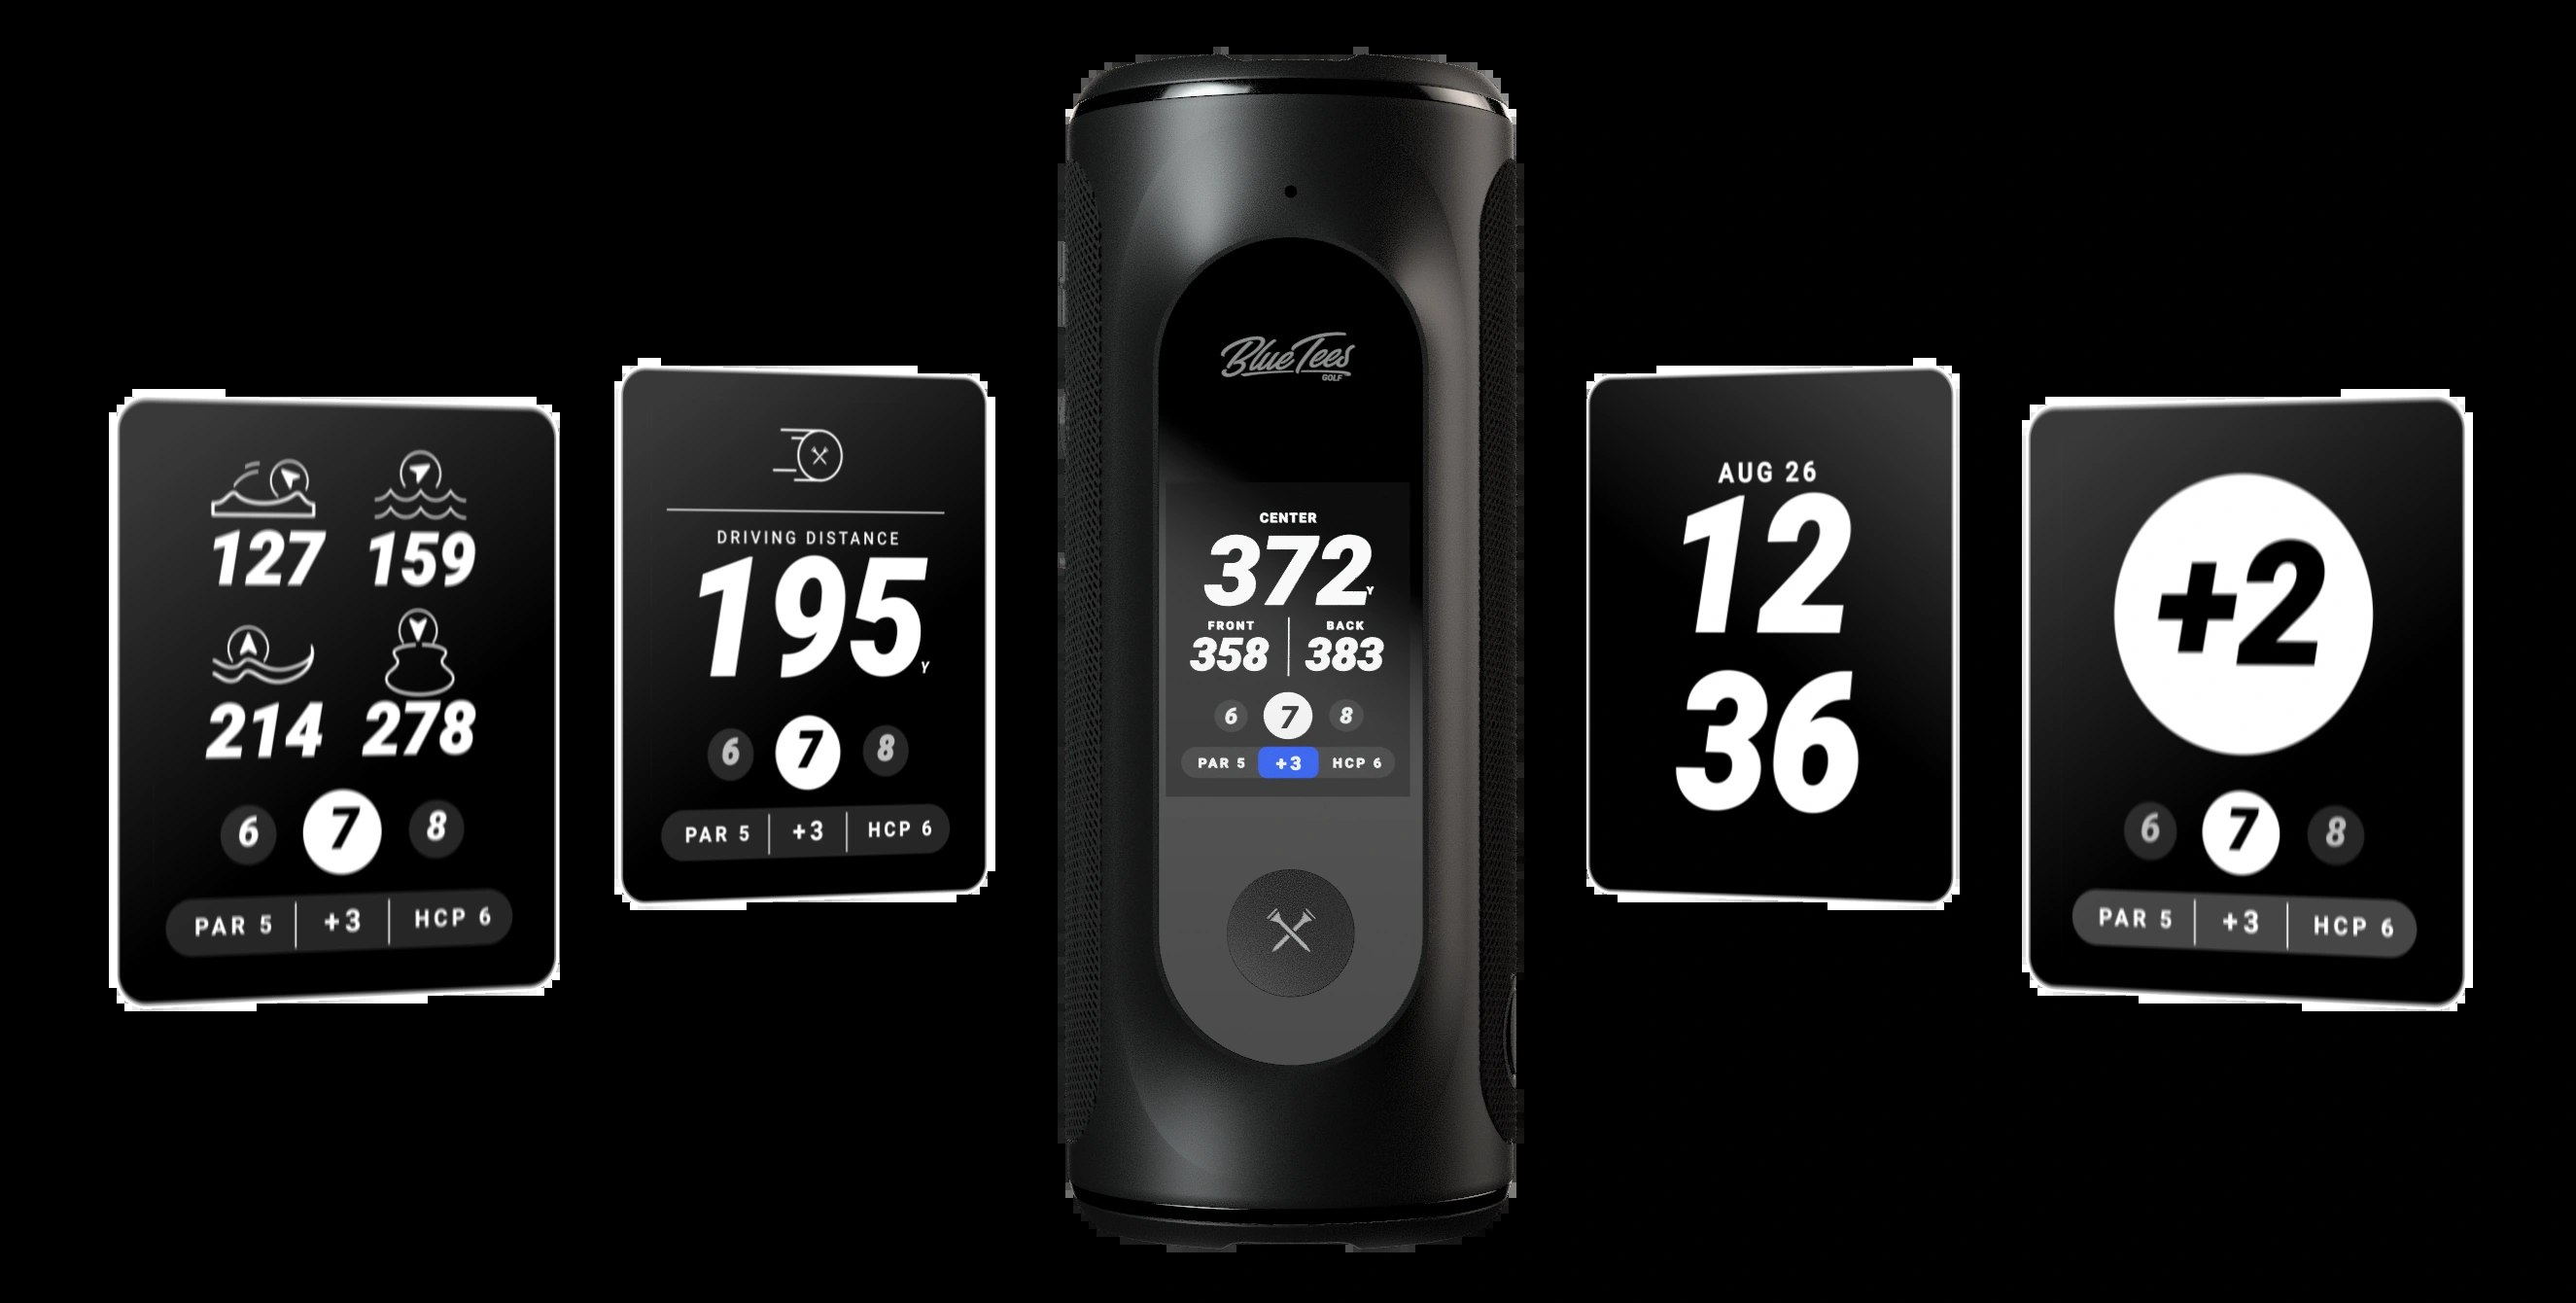 127 159
214 278
6 7 8
PAR 5 +3 HCP 6
DRIVING DISTANCE
195Y
6 7 8
PAR 5 +3 HCP 6
Blue Tees
GOLF
CENTER
372Y
FRONT BACK
358 383
6 7 8
PAR 5 +3 HCP 6
AUG 26
12
36
+2
6 7 8
PAR 5 +3 HCP 6